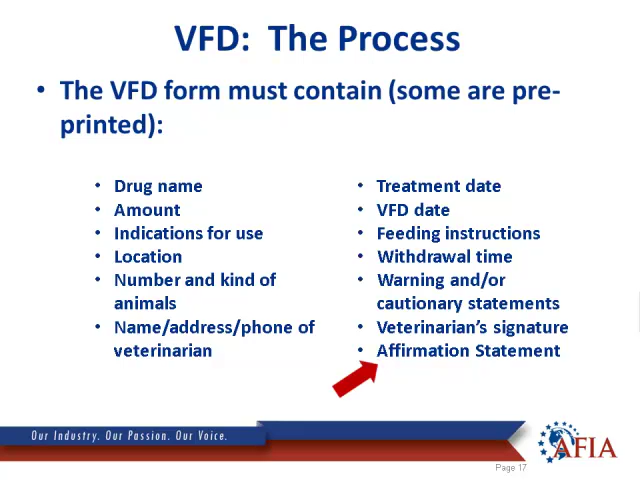 VFD: The Process
• The VFD form must contain (some are pre-
printed):
• Drug name
• Amount
• Indications for use
• Location
• Number and kind of
animals
• Name/address/phone of
veterinarian
• Treatment date
• VFD date
• Feeding instructions
• Withdrawal time
• Warning and/or
cautionary statements
• Veterinarian's signature
• Affirmation Statement
Our Industry. Our Passion. Our Voice.
AFIA
Page 17